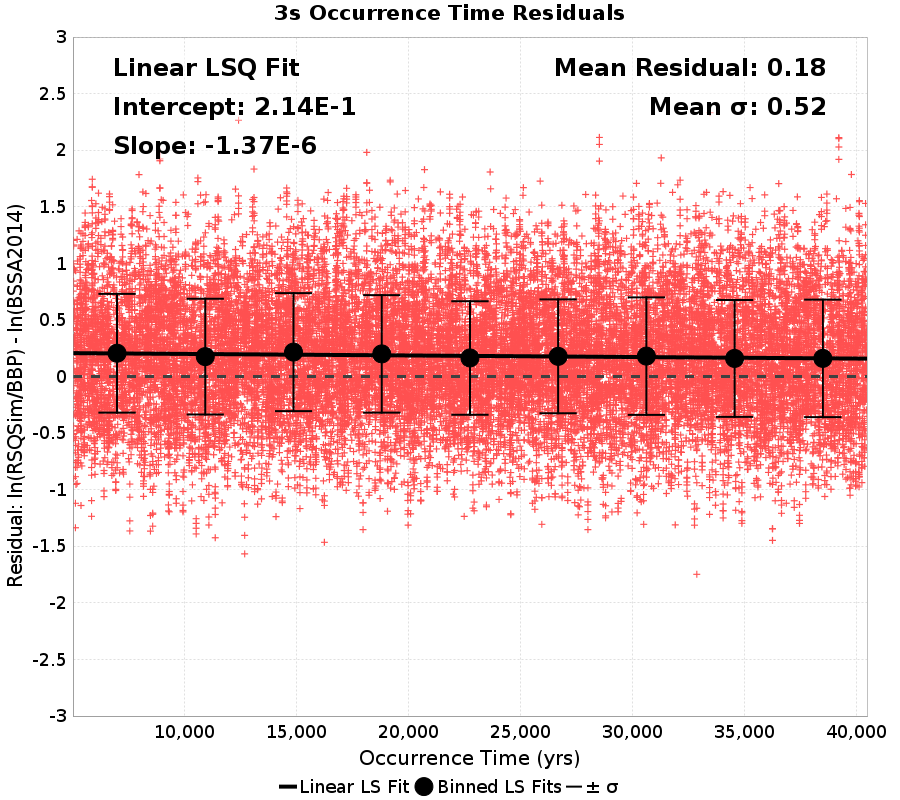 3s Occurrence Time Residuals
Linear LSQ Fit
Intercept: 2.14E-1
Slope: -1.37E-6
Mean Residual: 0.18
Mean σ: 0.52
Residual: ln(RSQSim/BBP) - ln(BSSA2014)
3
2.5
2
1.5
1
0.5
0
-0.5
-1
-1.5
-2
-2.5
-3
10,000 15,000 20,000 25,000 30,000 35,000 40,000
Occurrence Time (yrs)
Linear LS Fit Binned LS Fits ± σ